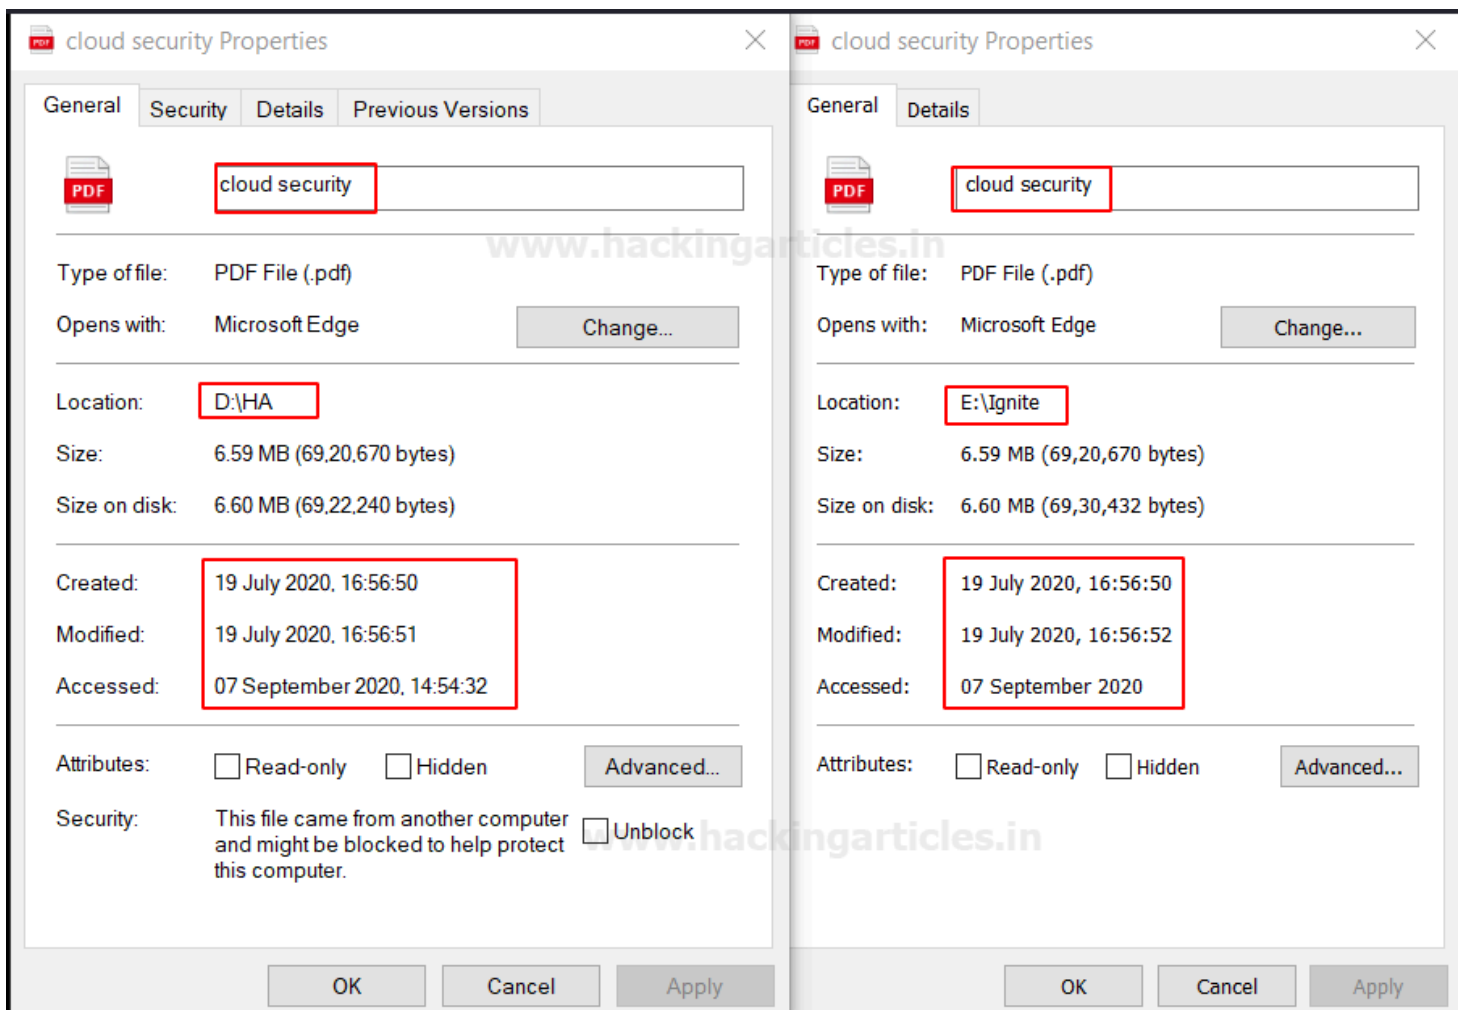 cloud security Properties
General Security Details Previous Versions
PDF
cloud security
Type of file: PDF File (.pdf)
Opens with: Microsoft Edge Change...
Location: D:\HA
Size: 6.59 MB (69,20,670 bytes)
Size on disk: 6.60 MB (69,22,240 bytes)
Created: 19 July 2020, 16:56:50
Modified: 19 July 2020, 16:56:51
Accessed: 07 September 2020, 14:54:32
Attributes: Read-only Hidden Advanced...
Security: This file came from another computer
and might be blocked to help protect
this computer.
Unblock
OK Cancel Apply
cloud security Properties
General Details
PDF
cloud security
Type of file: PDF File (.pdf)
Opens with: Microsoft Edge Change...
Location: E:\Ignite
Size: 6.59 MB (69,20,670 bytes)
Size on disk: 6.60 MB (69,30,432 bytes)
Created: 19 July 2020, 16:56:50
Modified: 19 July 2020, 16:56:52
Accessed: 07 September 2020
Attributes: Read-only Hidden Advanced...
OK Cancel Apply
www.hackingarticles.in
www.hackingarticles.in